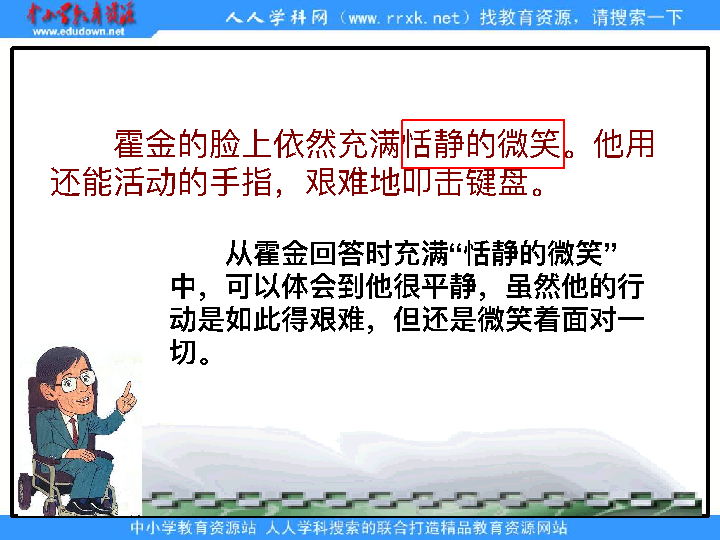 中小学教育资源
www.edudown.net
人人学科网（www.rrxk.net）找教育资源，请搜索一下
霍金的脸上依然充满恬静的微笑。他用
还能活动的手指，艰难地叩击键盘。
从霍金回答时充满“恬静的微笑”
中，可以体会到他很平静，虽然他的行
动是如此得艰难，但还是微笑着面对一
切。
中小学教育资源站 人人学科搜索的联合打造精品教育资源网站